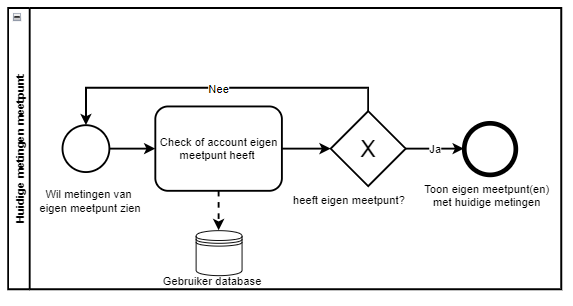 Huidige metingen meetpunt
Nee
Check of account eigen
meetpunt heeft
X
Ja
Wil metingen van
eigen meetpunt zien
heeft eigen meetpunt?
Toon eigen meetpunt(en)
met huidige metingen
Gebruiker database